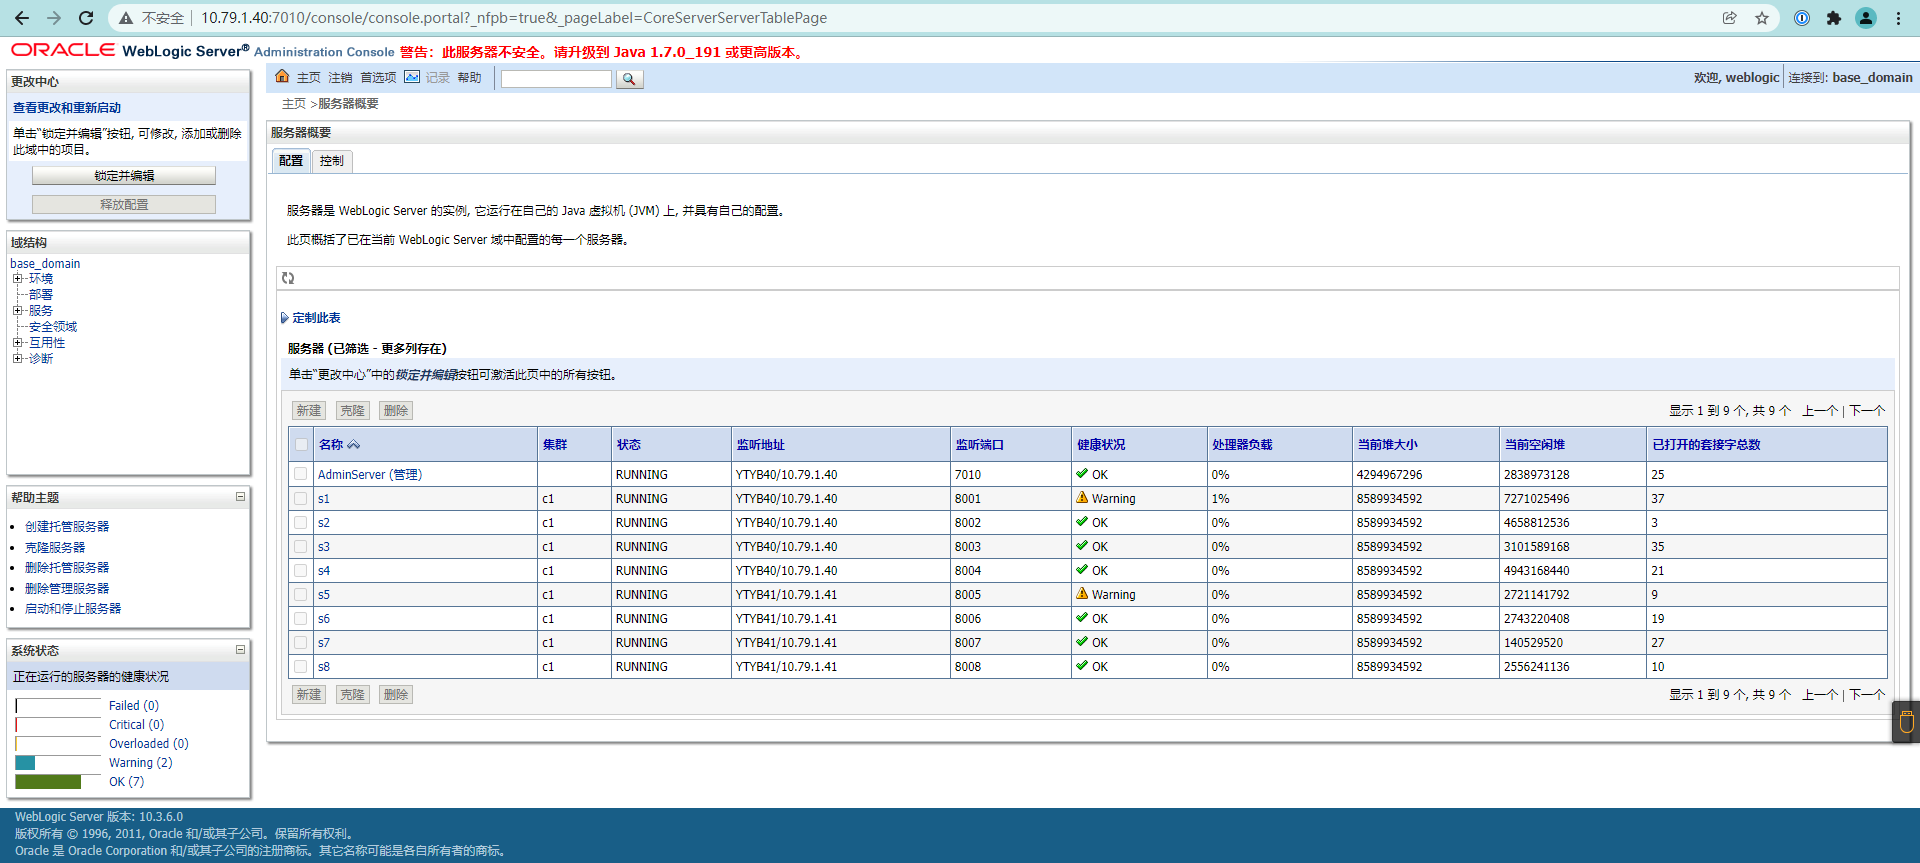 不安全 10.79.1.40:7010/console/console.portal?_nfpb=true&_pageLabel=CoreServerServerTablePage
ORACLE WebLogic Server® Administration Console 警告：此服务器不安全。请升级到 Java 1.7.0_191 或更高版本。
更改中心
查看更改和重新启动
单击“锁定并编辑”按钮, 可修改, 添加或删除
此域中的项目。
锁定并编辑
释放配置
域结构
base_domain
环境
部署
服务
安全领域
互用性
诊断
帮助主题
创建托管服务器
克隆服务器
删除托管服务器
删除管理服务器
启动和停止服务器
系统状态
正在运行的服务器的健康状况
Failed (0)
Critical (0)
Overloaded (0)
Warning (2)
OK (7)
主页 注销 首选项 记录 帮助
欢迎, weblogic 连接到: base_domain
主页 >服务器概要
服务器概要
配置 控制
服务器是 WebLogic Server 的实例, 它运行在自己的 Java 虚拟机 (JVM) 上, 并具有自己的配置。
此页概括了已在当前 WebLogic Server 域中配置的每一个服务器。
定制此表
服务器 (已筛选 - 更多列存在)
单击“更改中心”中的锁定并编辑按钮可激活此页中的所有按钮。
新建 克隆 删除 显示 1 到 9 个, 共 9 个 上一个 | 下一个
名称 集群 状态 监听地址 监听端口 健康状况 处理器负载 当前堆大小 当前空闲堆 已打开的套接字总数
AdminServer (管理) RUNNING YTYB40/10.79.1.40 7010 OK 0% 4294967296 2838973128 25
s1 c1 RUNNING YTYB40/10.79.1.40 8001 Warning 1% 8589934592 7271025496 37
s2 c1 RUNNING YTYB40/10.79.1.40 8002 OK 0% 8589934592 4658812536 3
s3 c1 RUNNING YTYB40/10.79.1.40 8003 OK 0% 8589934592 3101589168 35
s4 c1 RUNNING YTYB40/10.79.1.40 8004 OK 0% 8589934592 4943168440 21
s5 c1 RUNNING YTYB41/10.79.1.41 8005 Warning 0% 8589934592 2721141792 9
s6 c1 RUNNING YTYB41/10.79.1.41 8006 OK 0% 8589934592 2743220408 19
s7 c1 RUNNING YTYB41/10.79.1.41 8007 OK 0% 8589934592 140529520 27
s8 c1 RUNNING YTYB41/10.79.1.41 8008 OK 0% 8589934592 2556241136 10
新建 克隆 删除 显示 1 到 9 个, 共 9 个 上一个 | 下一个
WebLogic Server 版本: 10.3.6.0
版权所有 © 1996, 2011, Oracle 和/或其子公司。保留所有权利。
Oracle 是 Oracle Corporation 和/或其子公司的注册商标。其它名称可能是各自所有者的商标。